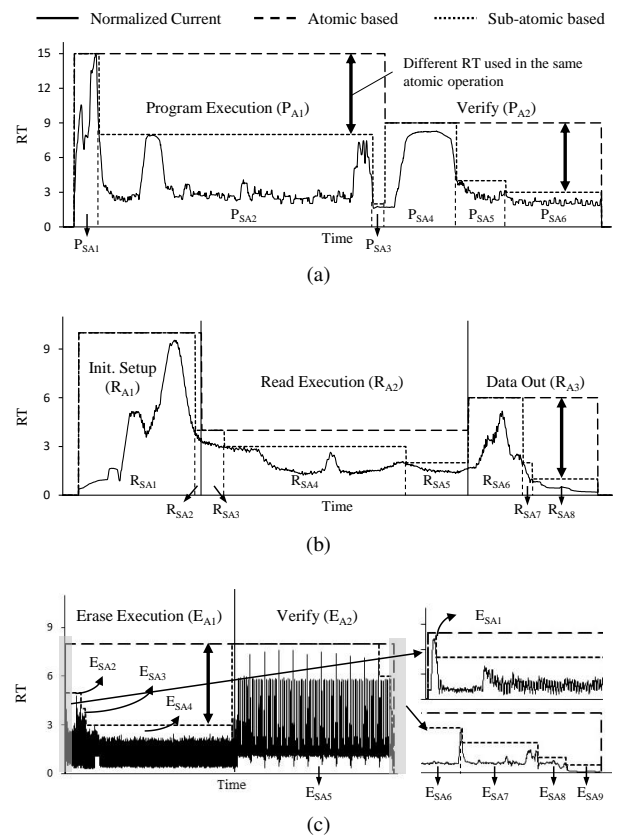 Normalized Current Atomic based Sub-atomic based
15
12
9
6
3
0
RT
Different RT used in the same
atomic operation
Program Execution (PA1)
Verify (PA2)
PSA2 PSA4 PSA5 PSA6
Time
PSA1 PSA3
(a)
9
6
3
0
RT
Init. Setup
(RA1)
Read Execution (RA2)
Data Out (RA3)
RSA1 RSA4 RSA5 RSA6
Time
RSA2 RSA3 RSA7 RSA8
(b)
Erase Execution (EA1) Verify (EA2)
9
6
3
0
RT
ESA2
ESA3
ESA4
ESA1
Time
ESA5
ESA6 ESA7 ESA8 ESA9
(c)